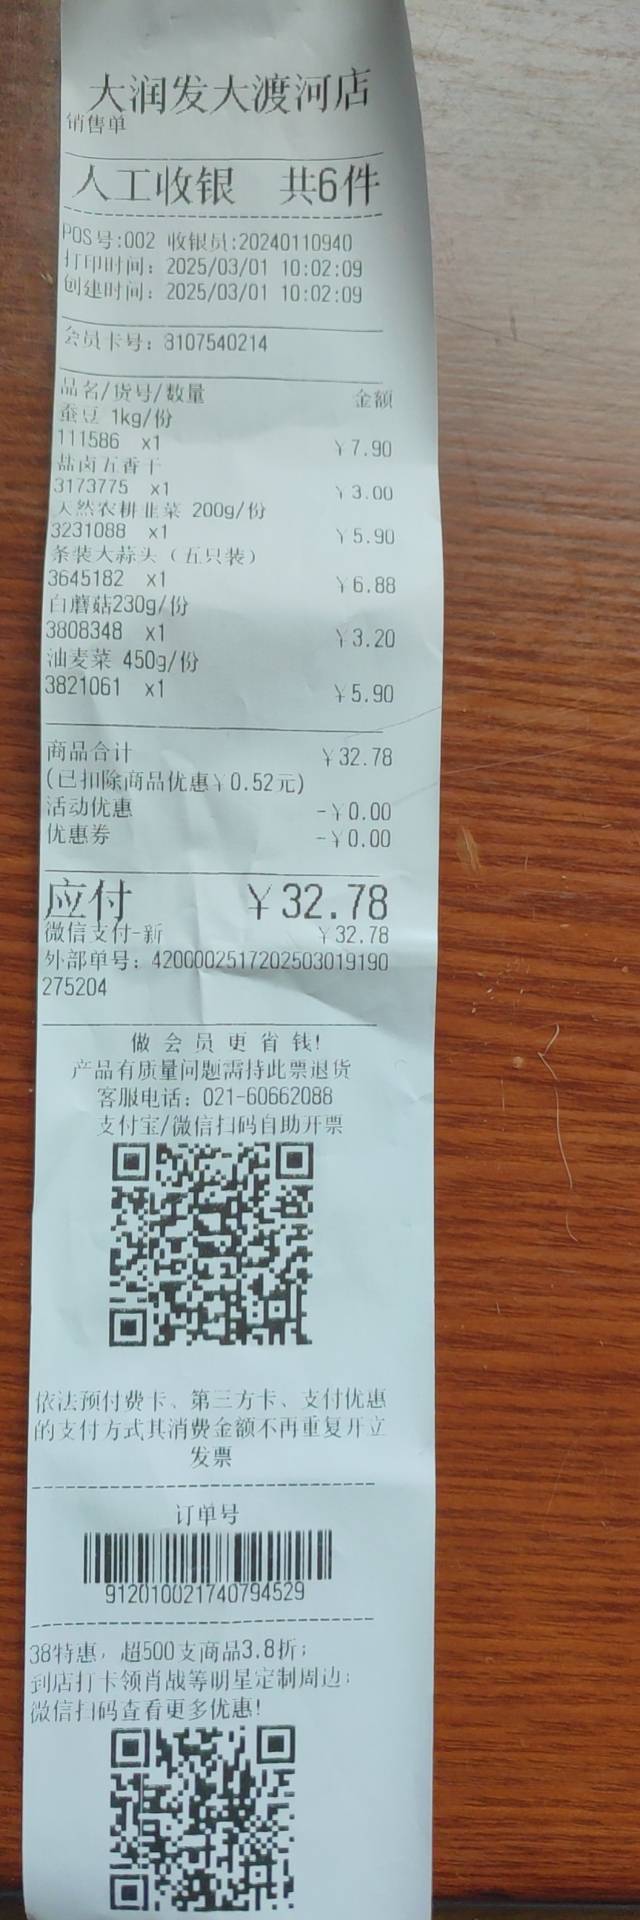 大润发大渡河店
销售单
人工收银 共6件
POS号:002 收银员:20240110940
打印时间: 2025/03/01 10:02:09
创建时间: 2025/03/01 10:02:09
会员卡号: 3107540214
品名/货号/数量 金额
蚕豆 1kg/份
111586 x1 ¥7.90
盐卤五香干
3173775 x1 ¥3.00
天然农耕韭菜 200g/份
3231088 x1 ¥5.90
条装大蒜头（五只装）
3645182 x1 ¥6.88
白蘑菇230g/份
3808348 x1 ¥3.20
油麦菜 450g/份
3821061 x1 ¥5.90
商品合计 ¥32.78
(已扣除商品优惠¥0.52元)
活动优惠 -¥0.00
优惠券 -¥0.00
应付 ¥32.78
微信支付-新 ¥32.78
外部单号: 4200002517202503019190
275204
做会员更省钱!
产品有质量问题需持此票退货
客服电话: 021-60662088
支付宝/微信扫码自助开票
依法预付费卡、第三方卡、支付优惠
的支付方式其消费金额不再重复开立
发票
订单号
912010021740794529
38特惠，超500支商品3.8折;
到店打卡领肖战等明星定制周边;
微信扫码查看更多优惠!